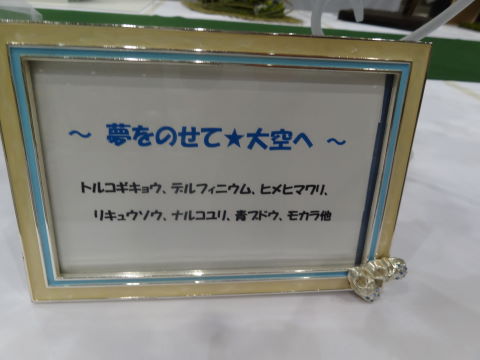 ～ 夢をのせて★大空へ ～
トルコギキョウ、デルフィニウム、ヒメヒマワリ、
リキュウソウ、ナルコユリ、青ブドウ、モカラ他